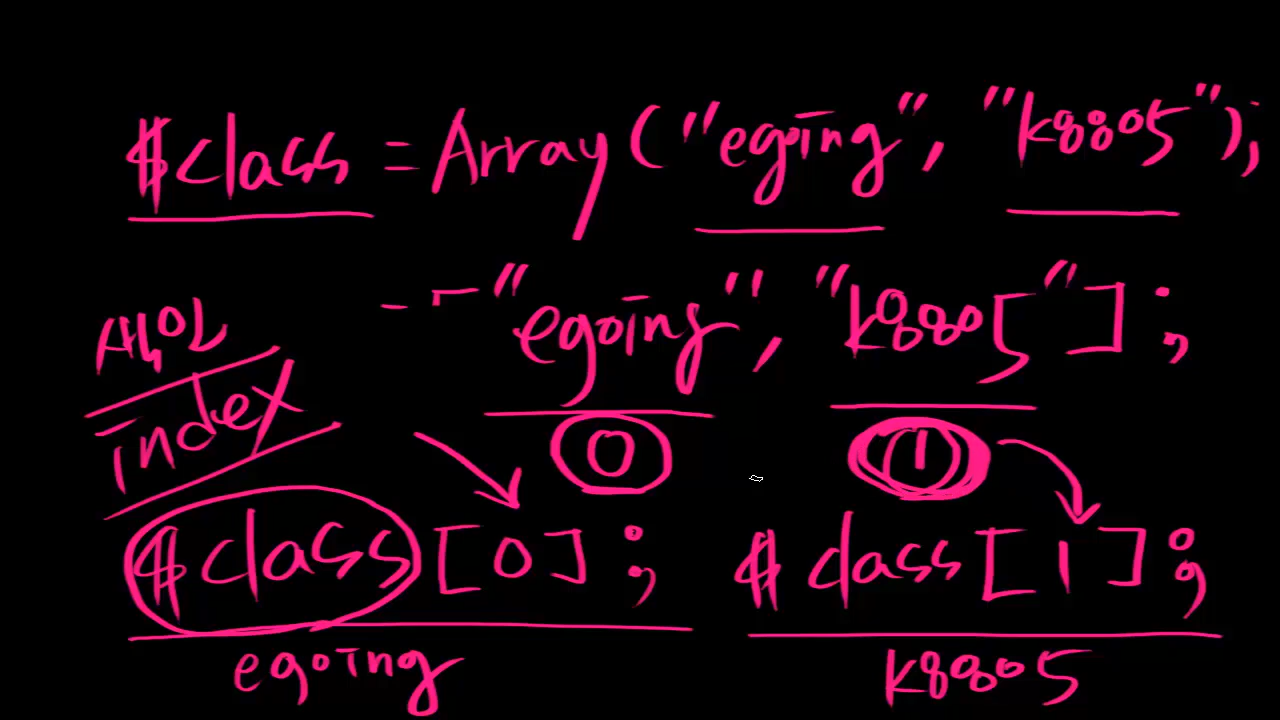 $class = Array("egoing", "k8805");
"egoing", "k8805"];
색인
index
0 1
$class[0]; $class[1];
egoing k8805